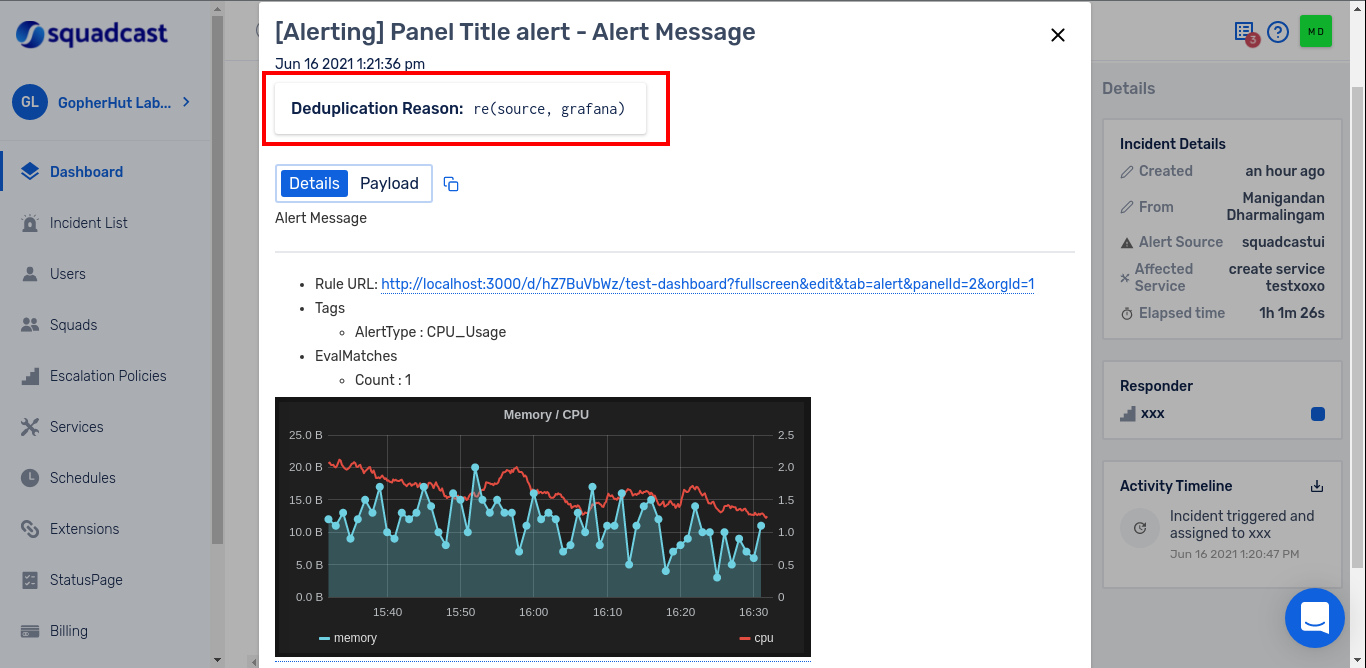 squadcast
GL
GopherHut Lab...
Dashboard
Incident List
Users
Squads
Escalation Policies
Services
Schedules
Extensions
StatusPage
Billing
[Alerting] Panel Title alert - Alert Message
Jun 16 2021 1:21:36 pm
Deduplication Reason: re(source, grafana)
Details Payload
Alert Message
Rule URL: http://localhost:3000/d/hZ7BuVbWz/test-dashboard?fullscreen&edit&tab=alert&panelId=2&orgId=1
Tags
AlertType : CPU_Usage
EvalMatches
Count : 1
Memory / CPU
25.0 B 2.5
20.0 B 2.0
15.0 B 1.5
10.0 B 1.0
5.0 B 0.5
0.0 B 0
15:40 15:50 16:00 16:10 16:20 16:30
memory cpu
3
MD
Details
Incident Details
Created an hour ago
From Manigandan
Dharmalingam
Alert Source squadcastui
Affected create service
Service testxoxo
Elapsed time 1h 1m 26s
Responder
xxx
Activity Timeline
Incident triggered and
assigned to xxx
Jun 16 2021 1:20:47 PM